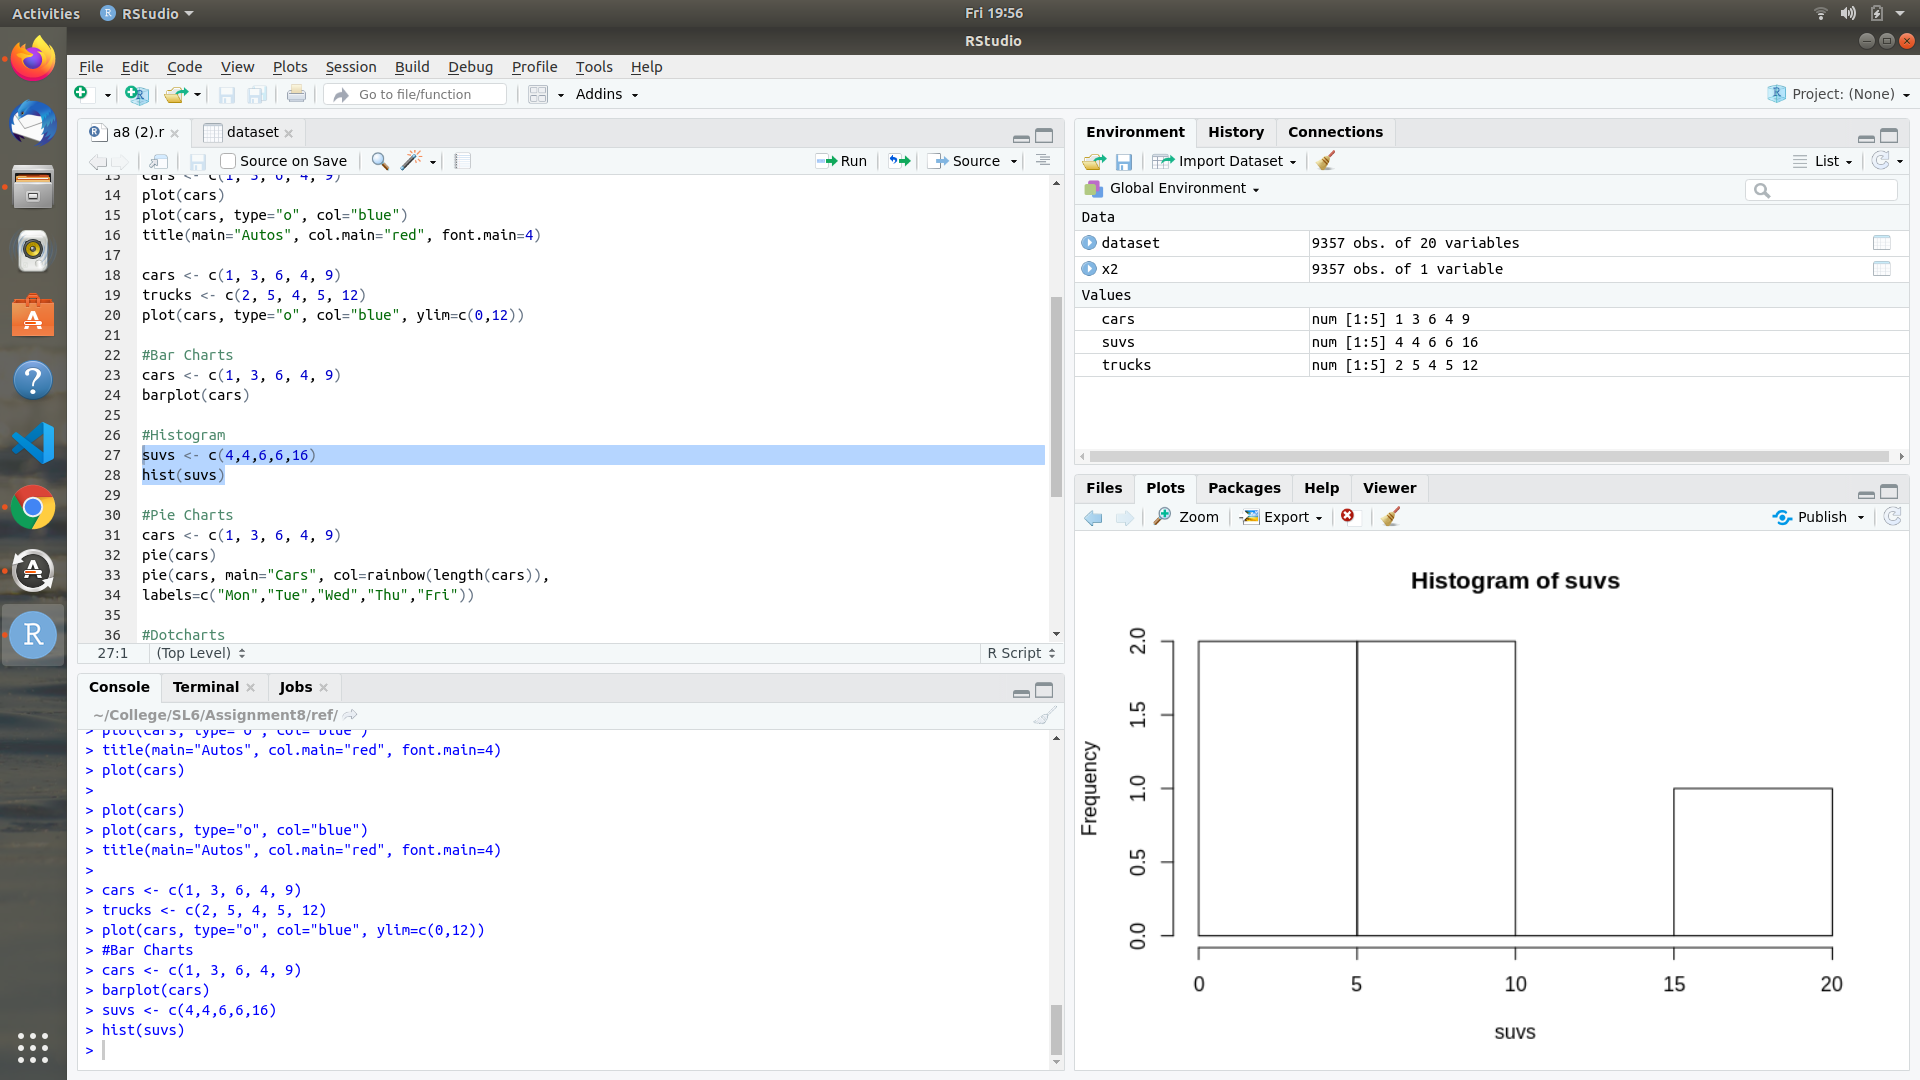 Activities RStudio Fri 19:56
RStudio
File Edit Code View Plots Session Build Debug Profile Tools Help
Go to file/function Addins Project: (None)
a8 (2).r dataset
Source on Save Run Source
13 cars <- c(1, 3, 6, 4, 9)
14 plot(cars)
15 plot(cars, type="o", col="blue")
16 title(main="Autos", col.main="red", font.main=4)
17
18 cars <- c(1, 3, 6, 4, 9)
19 trucks <- c(2, 5, 4, 5, 12)
20 plot(cars, type="o", col="blue", ylim=c(0,12))
21
22 #Bar Charts
23 cars <- c(1, 3, 6, 4, 9)
24 barplot(cars)
25
26 #Histogram
27 suvs <- c(4,4,6,6,16)
28 hist(suvs)
29
30 #Pie Charts
31 cars <- c(1, 3, 6, 4, 9)
32 pie(cars)
33 pie(cars, main="Cars", col=rainbow(length(cars)),
34 labels=c("Mon","Tue","Wed","Thu","Fri"))
35
36 #Dotcharts
27:1 (Top Level) R Script
Console Terminal Jobs
~/College/SL6/Assignment8/ref/
> plot(cars, type="o", col="blue")
> title(main="Autos", col.main="red", font.main=4)
> plot(cars)
>
> plot(cars)
> plot(cars, type="o", col="blue")
> title(main="Autos", col.main="red", font.main=4)
>
> cars <- c(1, 3, 6, 4, 9)
> trucks <- c(2, 5, 4, 5, 12)
> plot(cars, type="o", col="blue", ylim=c(0,12))
> #Bar Charts
> cars <- c(1, 3, 6, 4, 9)
> barplot(cars)
> suvs <- c(4,4,6,6,16)
> hist(suvs)
>
Environment History Connections
Import Dataset List
Global Environment
Data
dataset 9357 obs. of 20 variables
x2 9357 obs. of 1 variable
Values
cars num [1:5] 1 3 6 4 9
suvs num [1:5] 4 4 6 6 16
trucks num [1:5] 2 5 4 5 12
Files Plots Packages Help Viewer
Zoom Export Publish
Histogram of suvs
Frequency
2.0
1.5
1.0
0.5
0.0
0 5 10 15 20
suvs